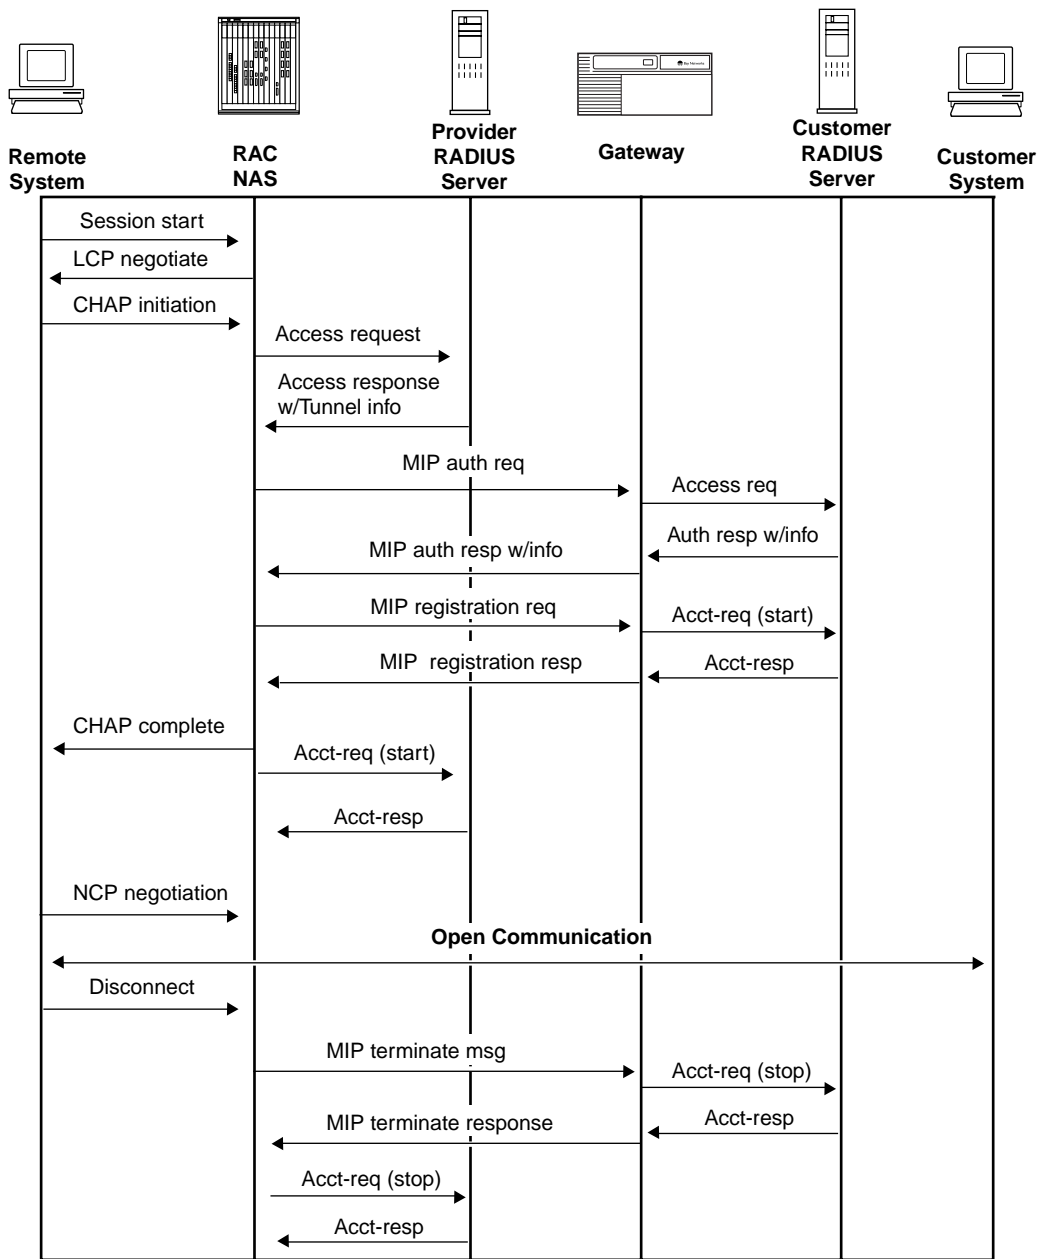 Bay Networks
Remote
System
RAC
NAS
Provider
RADIUS
Server
Gateway
Customer
RADIUS
Server
Customer
System
Session start
LCP negotiate
CHAP initiation
Access request
Access response
w/Tunnel info
MIP auth req
Access req
Auth resp w/info
MIP auth resp w/info
MIP registration req
Acct-req (start)
MIP registration resp
Acct-resp
CHAP complete
Acct-req (start)
Acct-resp
NCP negotiation
Open Communication
Disconnect
MIP terminate msg
Acct-req (stop)
Acct-resp
MIP terminate response
Acct-req (stop)
Acct-resp